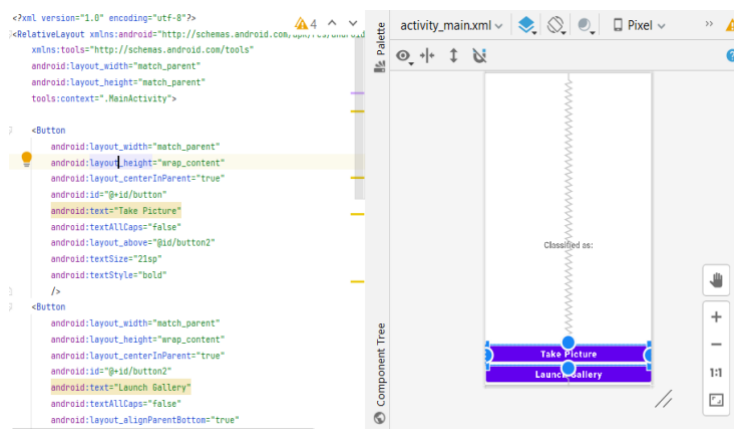 <?xml version="1.0" encoding="utf-8"?>
4
<RelativeLayout xmlns:android="http://schemas.android.com/apk/res/android
xmlns:tools="http://schemas.android.com/tools"
android:layout_width="match_parent"
android:layout_height="match_parent"
tools:context=".MainActivity">
<Button
android:layout_width="match_parent"
android:layout_height="wrap_content"
android:layout_centerInParent="true"
android:id="@+id/button"
android:text="Take Picture"
android:textAllCaps="false"
android:layout_above="@id/button2"
android:textSize="21sp"
android:textStyle="bold"
/>
<Button
android:layout_width="match_parent"
android:layout_height="wrap_content"
android:layout_centerInParent="true"
android:id="@+id/button2"
android:text="Launch Gallery"
android:textAllCaps="false"
android:layout_alignParentBottom="true"
Palette
Component Tree
activity_main.xml
Pixel
Classified as:
Take Picture
Launch Gallery
1:1